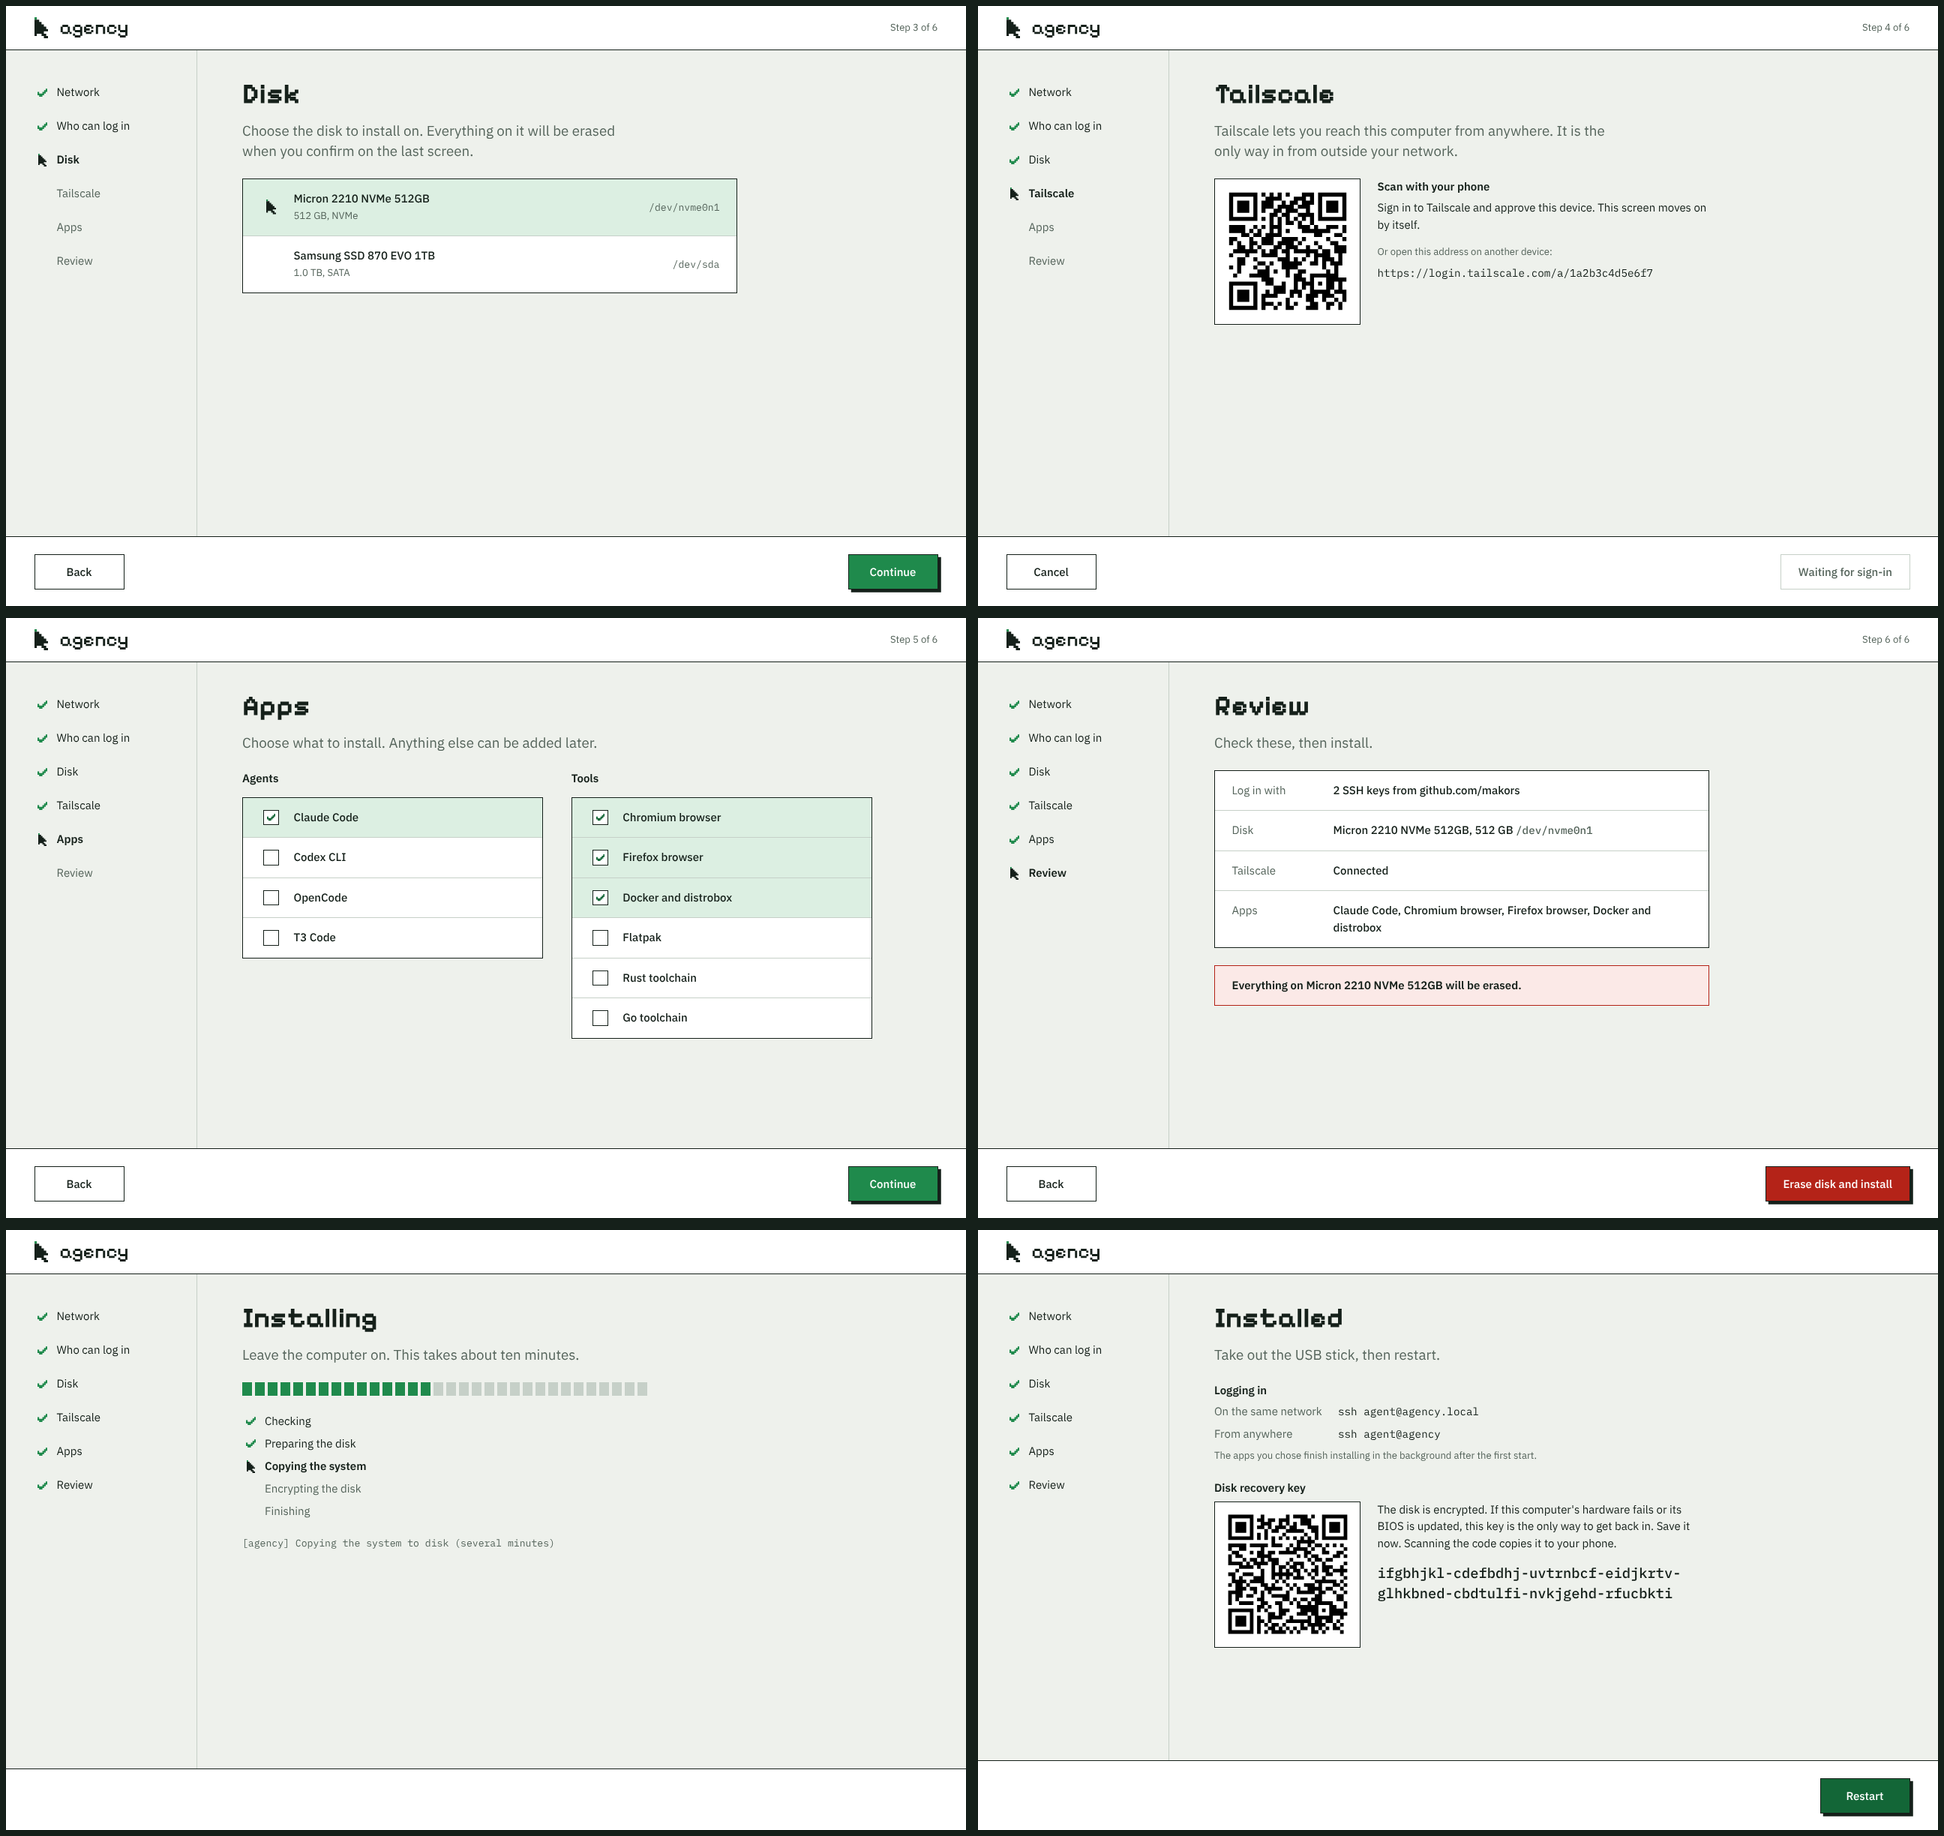 agency
Step 3 of 6
Network
Who can log in
Disk
Tailscale
Apps
Review
Disk
Choose the disk to install on. Everything on it will be erased
when you confirm on the last screen.
Micron 2210 NVMe 512GB
512 GB, NVMe
/dev/nvme0n1
Samsung SSD 870 EVO 1TB
1.0 TB, SATA
/dev/sda
Back
Continue
agency
Step 4 of 6
Network
Who can log in
Disk
Tailscale
Apps
Review
Tailscale
Tailscale lets you reach this computer from anywhere. It is the
only way in from outside your network.
Scan with your phone
Sign in to Tailscale and approve this device. This screen moves on
by itself.
Or open this address on another device:
https://login.tailscale.com/a/1a2b3c4d5e6f7
Cancel
Waiting for sign-in
agency
Step 5 of 6
Network
Who can log in
Disk
Tailscale
Apps
Review
Apps
Choose what to install. Anything else can be added later.
Agents
Claude Code
Codex CLI
OpenCode
T3 Code
Tools
Chromium browser
Firefox browser
Docker and distrobox
Flatpak
Rust toolchain
Go toolchain
Back
Continue
agency
Step 6 of 6
Network
Who can log in
Disk
Tailscale
Apps
Review
Review
Check these, then install.
Log in with 2 SSH keys from github.com/makors
Disk Micron 2210 NVMe 512GB, 512 GB /dev/nvme0n1
Tailscale Connected
Apps Claude Code, Chromium browser, Firefox browser, Docker and
distrobox
Everything on Micron 2210 NVMe 512GB will be erased.
Back
Erase disk and install
agency
Network
Who can log in
Disk
Tailscale
Apps
Review
Installing
Leave the computer on. This takes about ten minutes.
Checking
Preparing the disk
Copying the system
Encrypting the disk
Finishing
[agency] Copying the system to disk (several minutes)
agency
Network
Who can log in
Disk
Tailscale
Apps
Review
Installed
Take out the USB stick, then restart.
Logging in
On the same network ssh agent@agency.local
From anywhere ssh agent@agency
The apps you chose finish installing in the background after the first start.
Disk recovery key
The disk is encrypted. If this computer's hardware fails or its
BIOS is updated, this key is the only way to get back in. Save it
now. Scanning the code copies it to your phone.
ifgbhjkl-cdefbdhj-uvtrnbcf-eidjkrtv-
glhkbned-cbdtulfi-nvkjgehd-rfucbkti
Restart